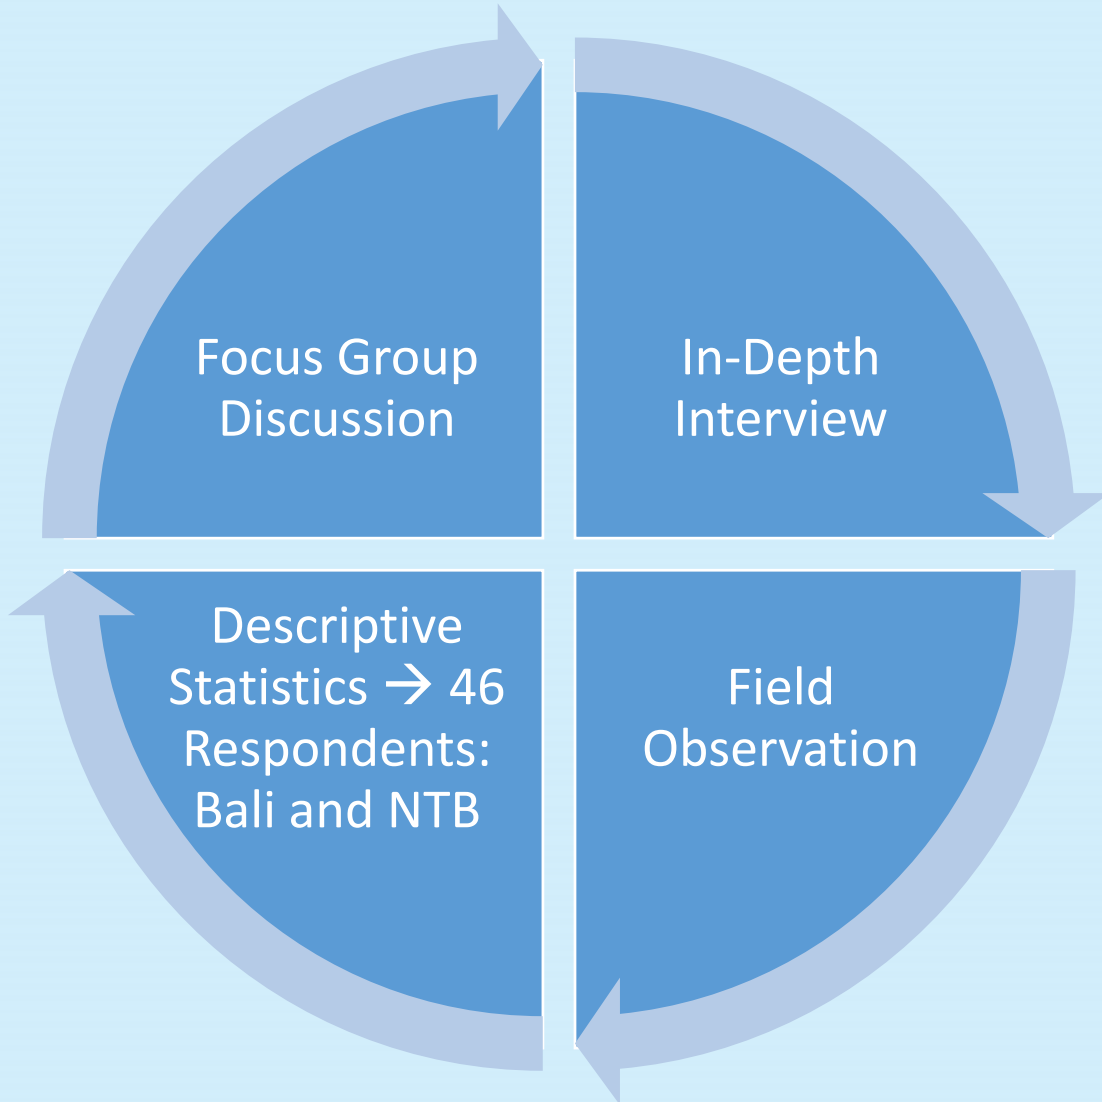 Focus Group
Discussion
In-Depth
Interview
Descriptive
Statistics → 46
Respondents:
Bali and NTB
Field
Observation